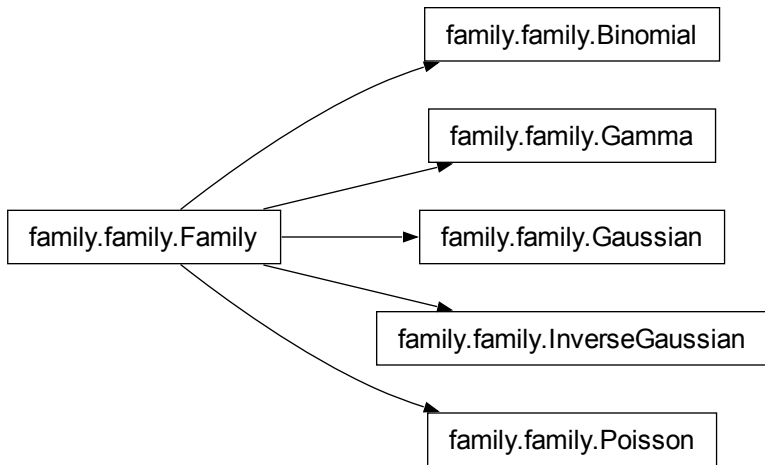 family.family.Binomial
family.family.Gamma
family.family.Family
family.family.Gaussian
family.family.InverseGaussian
family.family.Poisson